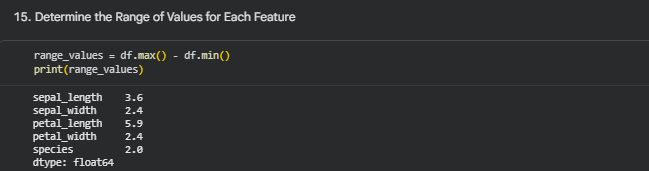 15. Determine the Range of Values for Each Feature
range_values = df.max() - df.min()
print(range_values)
sepal_length    3.6
sepal_width     2.4
petal_length    5.9
petal_width     2.4
species         2.0
dtype: float64